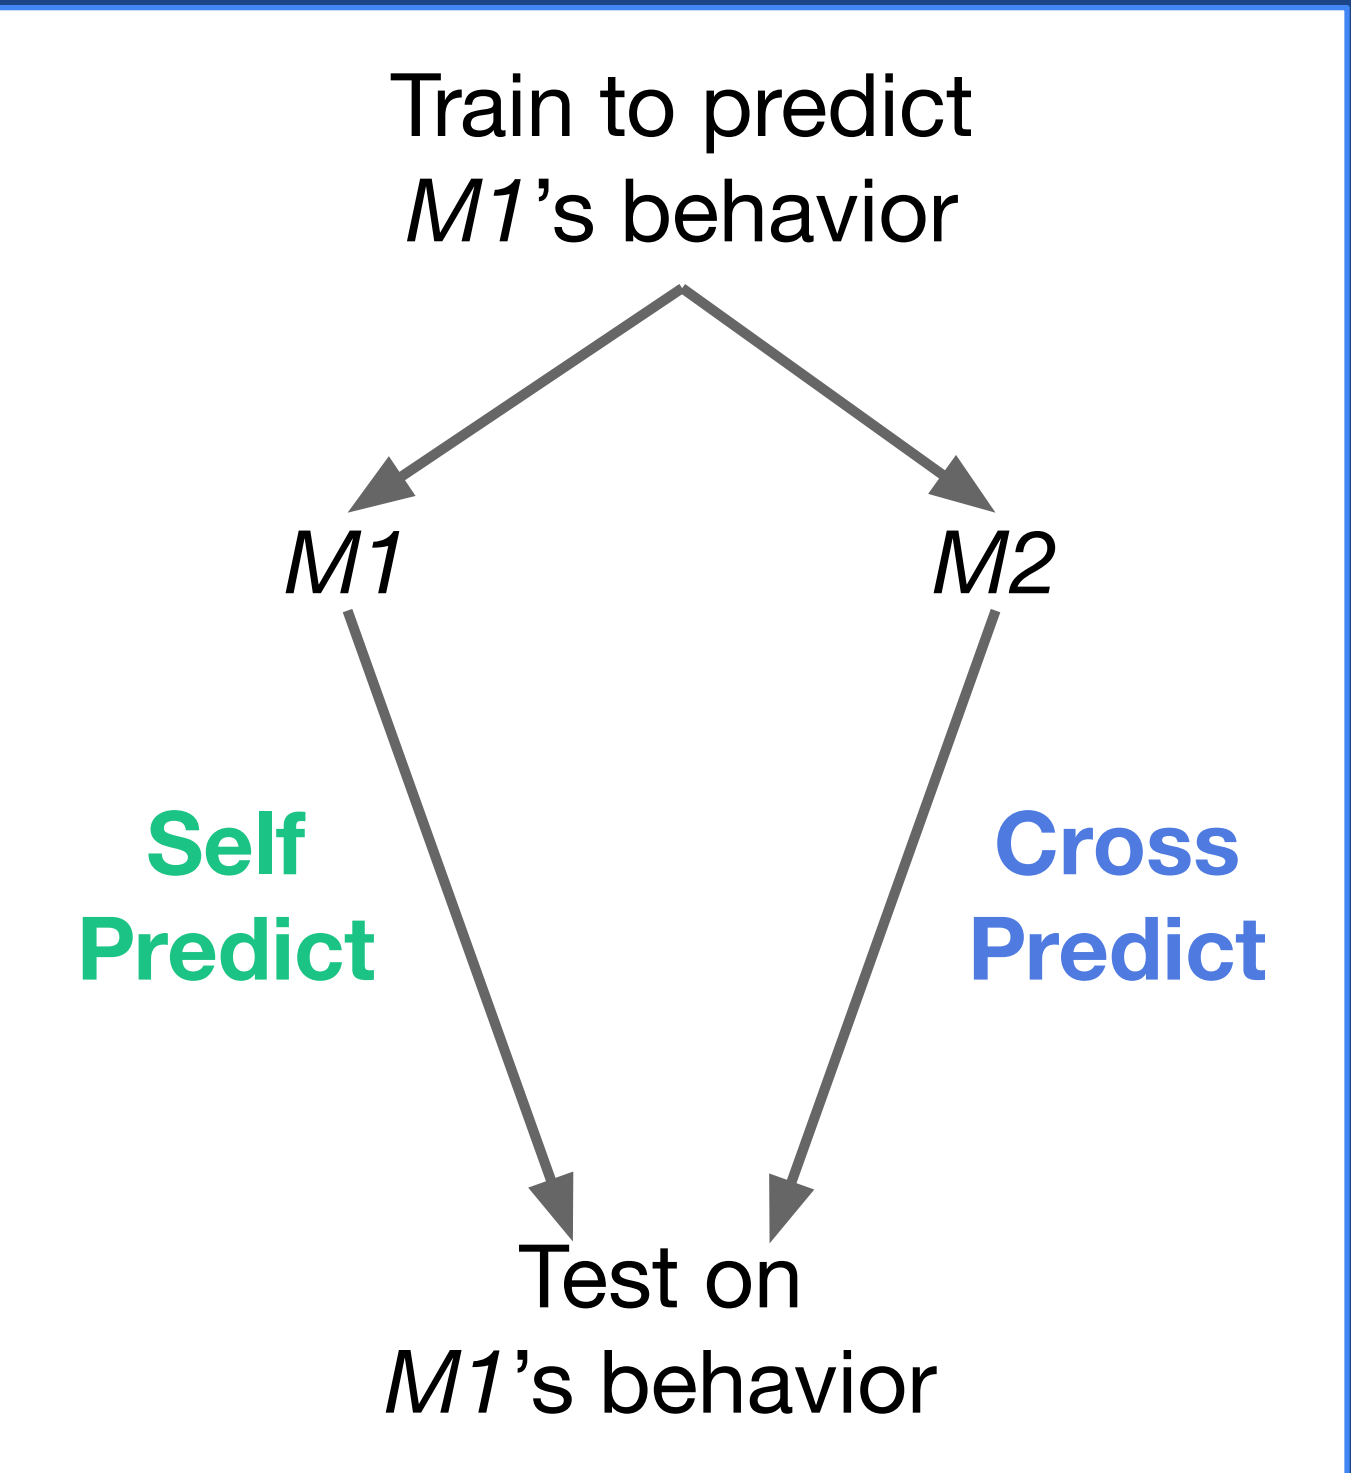 Train to predict
M1’s behavior
M1
M2
Self
Predict
Cross
Predict
Test on
M1’s behavior